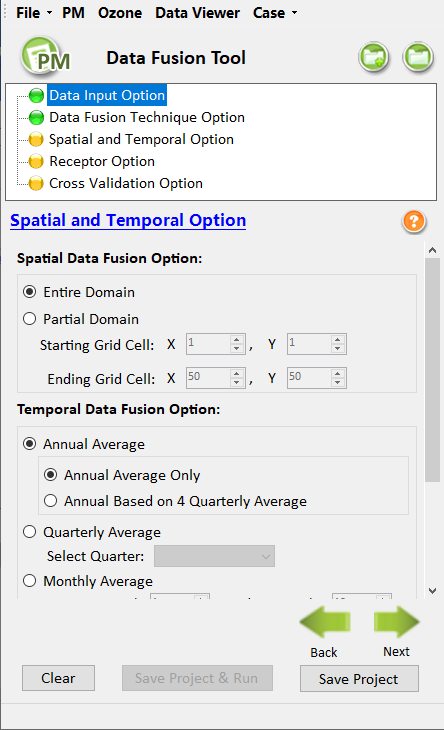 File PM Ozone Data Viewer Case
PM Data Fusion Tool
Data Input Option
Data Fusion Technique Option
Spatial and Temporal Option
Receptor Option
Cross Validation Option
Spatial and Temporal Option ?
Spatial Data Fusion Option:
Entire Domain
Partial Domain
Starting Grid Cell: X 1 , Y 1
Ending Grid Cell: X 50 , Y 50
Temporal Data Fusion Option:
Annual Average
Annual Average Only
Annual Based on 4 Quarterly Average
Quarterly Average
Select Quarter:
Monthly Average
Back Next
Clear Save Project & Run Save Project